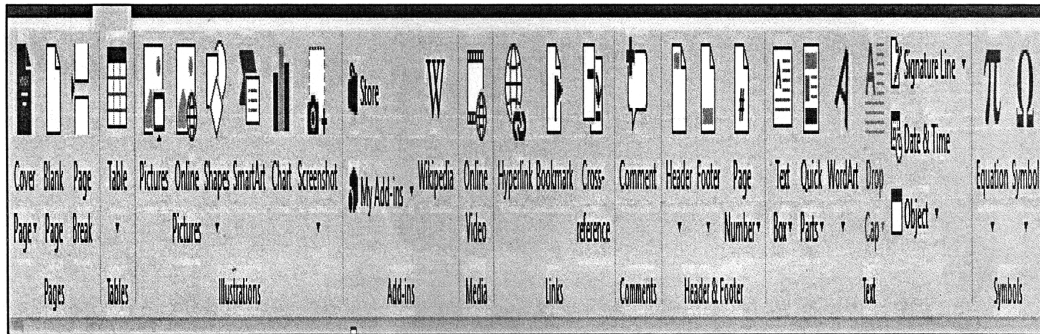 Cover Page
Blank Page
Page Break
Pages
Table
Tables
Pictures
Online Pictures
Shapes
SmartArt
Chart
Screenshot
Illustrations
Store
My Add-ins
W
Wikipedia
Add-ins
Online Video
Media
Hyperlink
Bookmark
Cross-reference
Links
Comment
Comments
Header
Footer
#
Page Number
Header & Footer
A
Text Box
Quick Parts
A
WordArt
A
Drop Cap
Signature Line
Date & Time
Object
Text
π
Equation
Ω
Symbol
Symbols